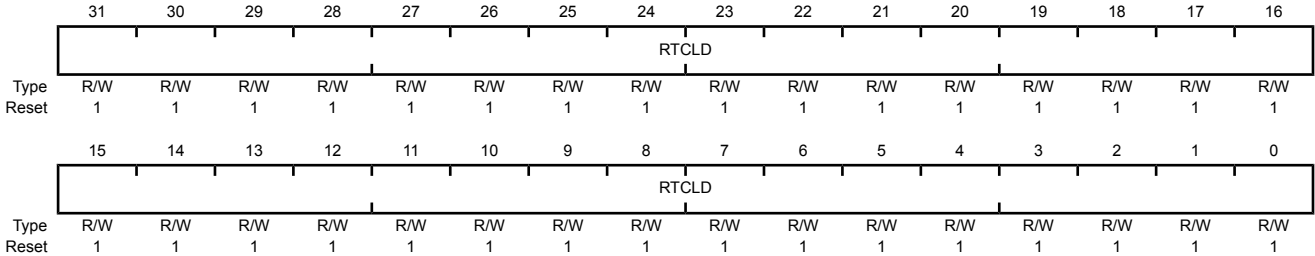 31 30 29 28 27 26 25 24 23 22 21 20 19 18 17 16
RTCLD
Type R/W R/W R/W R/W R/W R/W R/W R/W R/W R/W R/W R/W R/W R/W R/W R/W
Reset 1 1 1 1 1 1 1 1 1 1 1 1 1 1 1 1
15 14 13 12 11 10 9 8 7 6 5 4 3 2 1 0
RTCLD
Type R/W R/W R/W R/W R/W R/W R/W R/W R/W R/W R/W R/W R/W R/W R/W R/W
Reset 1 1 1 1 1 1 1 1 1 1 1 1 1 1 1 1